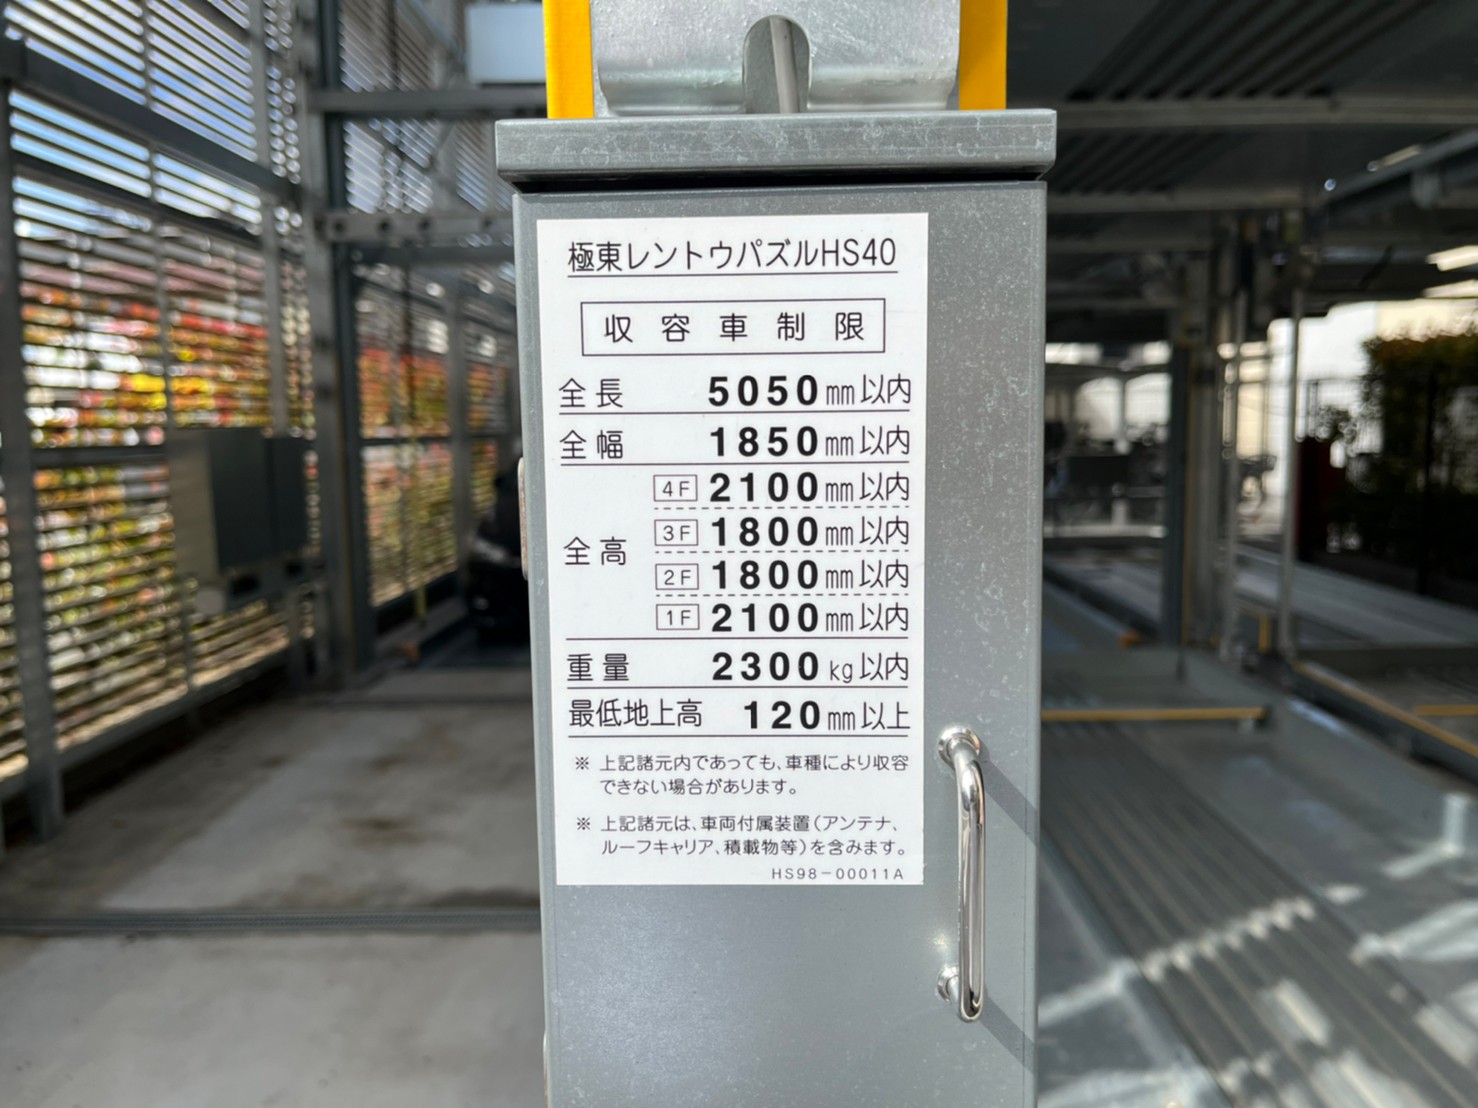 極東レントウパズルHS40
収容車制限
全長 5050mm以内
全幅 1850mm以内
全高
4F 2100mm以内
3F 1800mm以内
2F 1800mm以内
1F 2100mm以内
重量 2300kg以内
最低地上高 120mm以上
※ 上記諸元内であっても、車種により収容
できない場合があります。
※ 上記諸元は、車両付属装置(アンテナ、
ルーフキャリア、積載物等)を含みます。
HS98-00011A